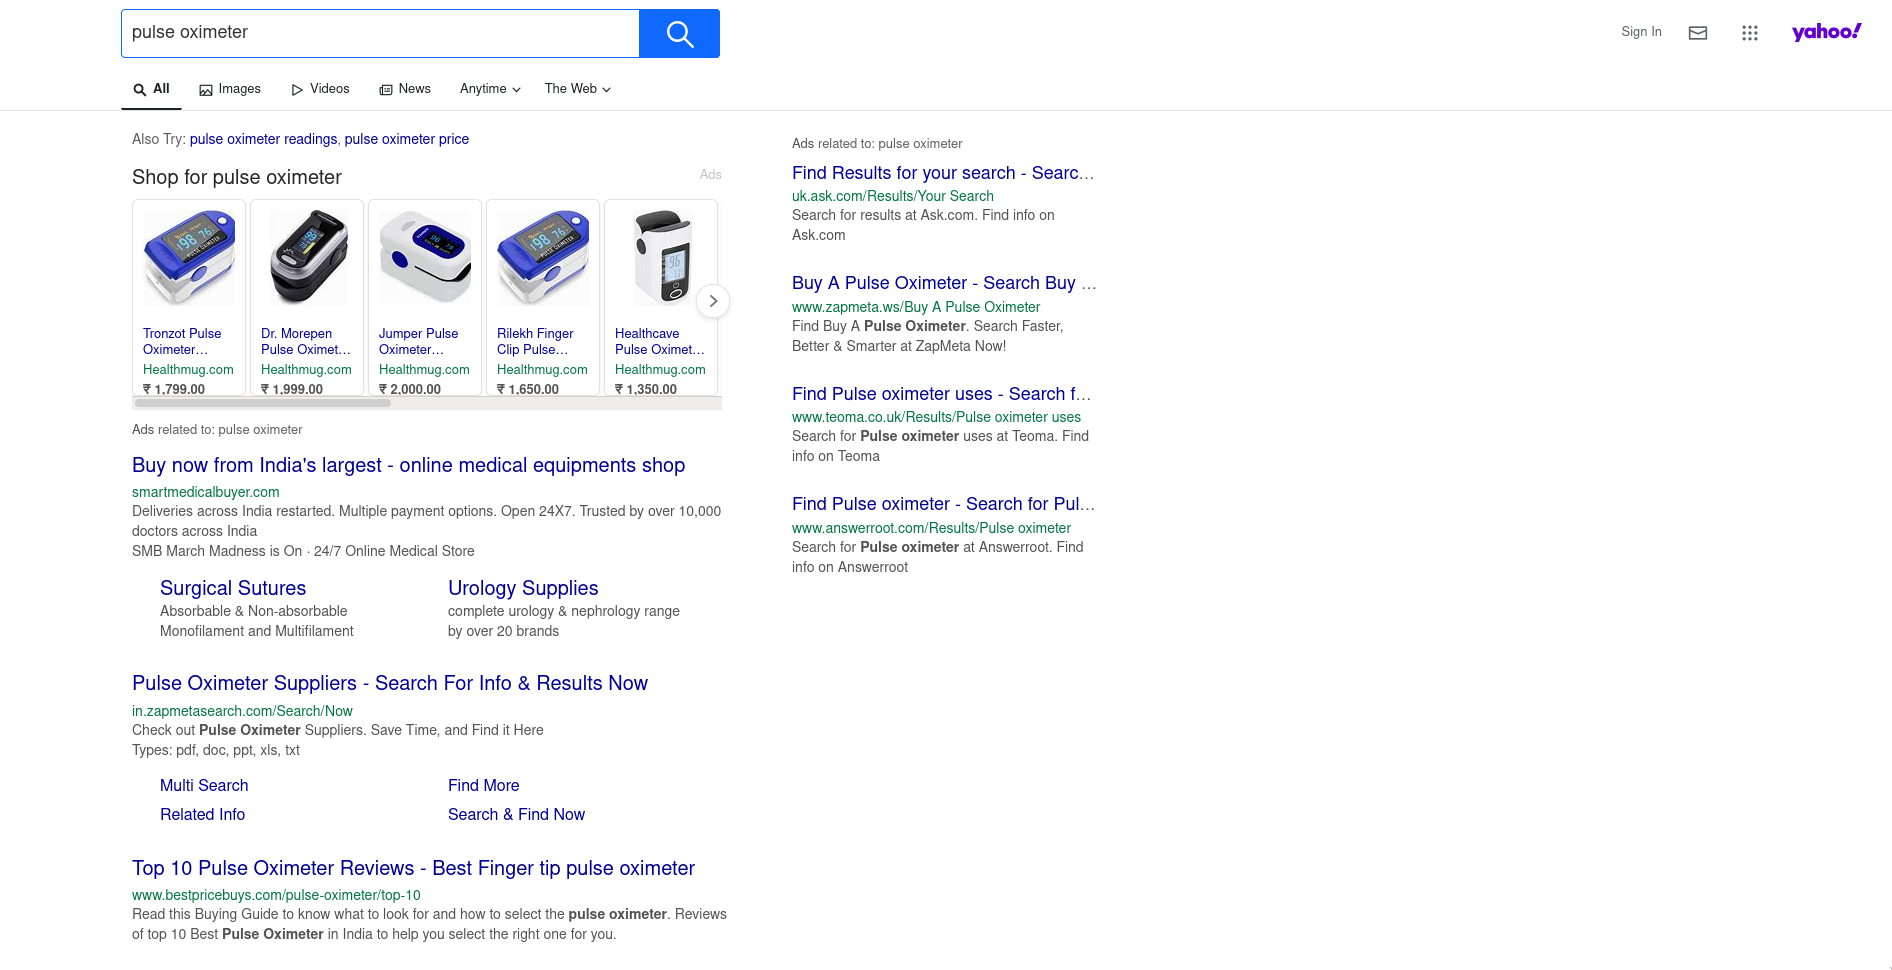 pulse oximeter
Sign In
yahoo!
All
Images
Videos
News
Anytime
The Web
Also Try: pulse oximeter readings, pulse oximeter price
Shop for pulse oximeter
Ads
Tronzot Pulse
Oximeter…
Healthmug.com
₹ 1,799.00
Dr. Morepen
Pulse Oximet…
Healthmug.com
₹ 1,999.00
Jumper Pulse
Oximeter…
Healthmug.com
₹ 2,000.00
Rilekh Finger
Clip Pulse…
Healthmug.com
₹ 1,650.00
Healthcave
Pulse Oximet…
Healthmug.com
₹ 1,350.00
Ads related to: pulse oximeter
Buy now from India's largest - online medical equipments shop
smartmedicalbuyer.com
Deliveries across India restarted. Multiple payment options. Open 24X7. Trusted by over 10,000
doctors across India
SMB March Madness is On · 24/7 Online Medical Store
Surgical Sutures
Absorbable & Non-absorbable
Monofilament and Multifilament
Urology Supplies
complete urology & nephrology range
by over 20 brands
Pulse Oximeter Suppliers - Search For Info & Results Now
in.zapmetasearch.com/Search/Now
Check out Pulse Oximeter Suppliers. Save Time, and Find it Here
Types: pdf, doc, ppt, xls, txt
Multi Search
Find More
Related Info
Search & Find Now
Top 10 Pulse Oximeter Reviews - Best Finger tip pulse oximeter
www.bestpricebuys.com/pulse-oximeter/top-10
Read this Buying Guide to know what to look for and how to select the pulse oximeter. Reviews
of top 10 Best Pulse Oximeter in India to help you select the right one for you.
Ads related to: pulse oximeter
Find Results for your search - Searc…
uk.ask.com/Results/Your Search
Search for results at Ask.com. Find info on
Ask.com
Buy A Pulse Oximeter - Search Buy …
www.zapmeta.ws/Buy A Pulse Oximeter
Find Buy A Pulse Oximeter. Search Faster,
Better & Smarter at ZapMeta Now!
Find Pulse oximeter uses - Search f…
www.teoma.co.uk/Results/Pulse oximeter uses
Search for Pulse oximeter uses at Teoma. Find
info on Teoma
Find Pulse oximeter - Search for Pul…
www.answerroot.com/Results/Pulse oximeter
Search for Pulse oximeter at Answerroot. Find
info on Answerroot